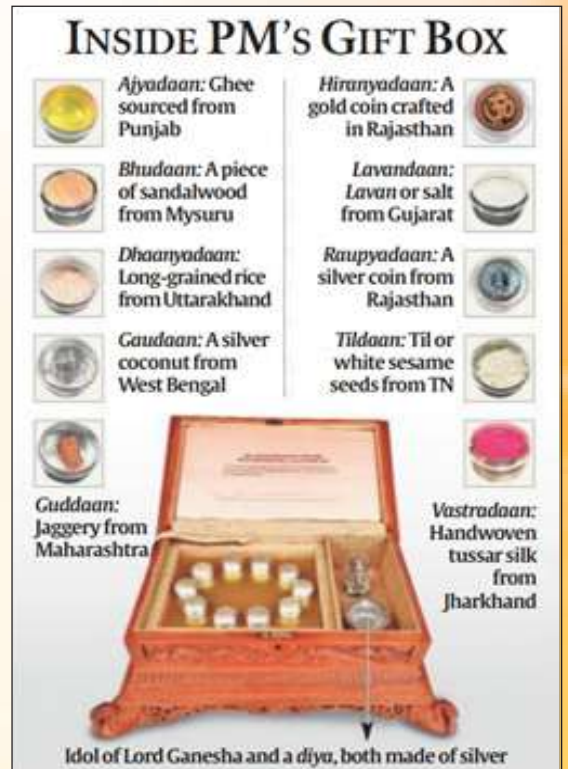 INSIDE PM'S GIFT BOX
Ajyadaan: Ghee
sourced from
Punjab
Bhudaan: A piece
of sandalwood
from Mysuru
Dhaanyadaan:
Long-grained rice
from Uttarakhand
Gaudaan: A silver
coconut from
West Bengal
Guddaan:
Jaggery from
Maharashtra
Hiranyadaan: A
gold coin crafted
in Rajasthan
Lavandaan:
Lavan or salt
from Gujarat
Raupyadaan: A
silver coin from
Rajasthan
Tildaan: Til or
white sesame
seeds from TN
Vastradaan:
Handwoven
tussar silk
from
Jharkhand
Idol of Lord Ganesha and a diya, both made of silver